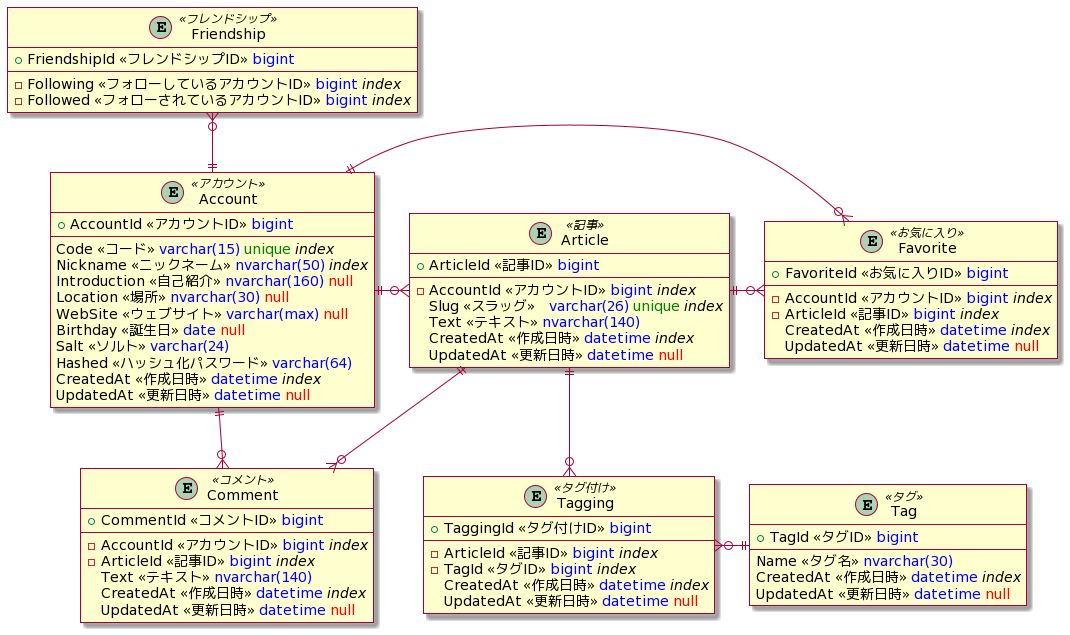 E «フレンドシップ»
Friendship
FriendshipId «フレンドシップID» bigint
Following «フォローしているアカウントID» bigint index
Followed «フォローされているアカウントID» bigint index
E «アカウント»
Account
AccountId «アカウントID» bigint
Code «コード» varchar(15) unique index
Nickname «ニックネーム» nvarchar(50) index
Introduction «自己紹介» nvarchar(160) null
Location «場所» nvarchar(30) null
WebSite «ウェブサイト» varchar(max) null
Birthday «誕生日» date null
Salt «ソルト» varchar(24)
Hashed «ハッシュ化パスワード» varchar(64)
CreatedAt «作成日時» datetime index
UpdatedAt «更新日時» datetime null
E «記事»
Article
ArticleId «記事ID» bigint
AccountId «アカウントID» bigint index
Slug «スラッグ» varchar(26) unique index
Text «テキスト» nvarchar(140)
CreatedAt «作成日時» datetime index
UpdatedAt «更新日時» datetime null
E «お気に入り»
Favorite
FavoriteId «お気に入りID» bigint
AccountId «アカウントID» bigint index
ArticleId «記事ID» bigint index
CreatedAt «作成日時» datetime index
UpdatedAt «更新日時» datetime null
E «コメント»
Comment
CommentId «コメントID» bigint
AccountId «アカウントID» bigint index
ArticleId «記事ID» bigint index
Text «テキスト» nvarchar(140)
CreatedAt «作成日時» datetime index
UpdatedAt «更新日時» datetime null
E «タグ付け»
Tagging
TaggingId «タグ付けID» bigint
ArticleId «記事ID» bigint index
TagId «タグID» bigint index
CreatedAt «作成日時» datetime index
UpdatedAt «更新日時» datetime null
E «タグ»
Tag
TagId «タグID» bigint
Name «タグ名» nvarchar(30)
CreatedAt «作成日時» datetime index
UpdatedAt «更新日時» datetime null